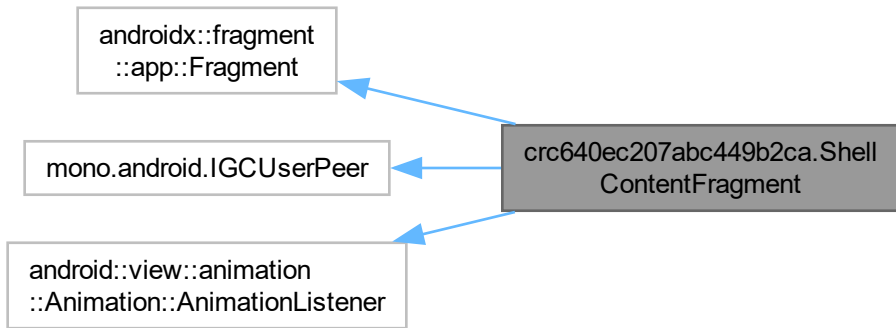 androidx::fragment
::app::Fragment
mono.android.IGCUserPeer
android::view::animation
::Animation::AnimationListener
crc640ec207abc449b2ca.Shell
ContentFragment